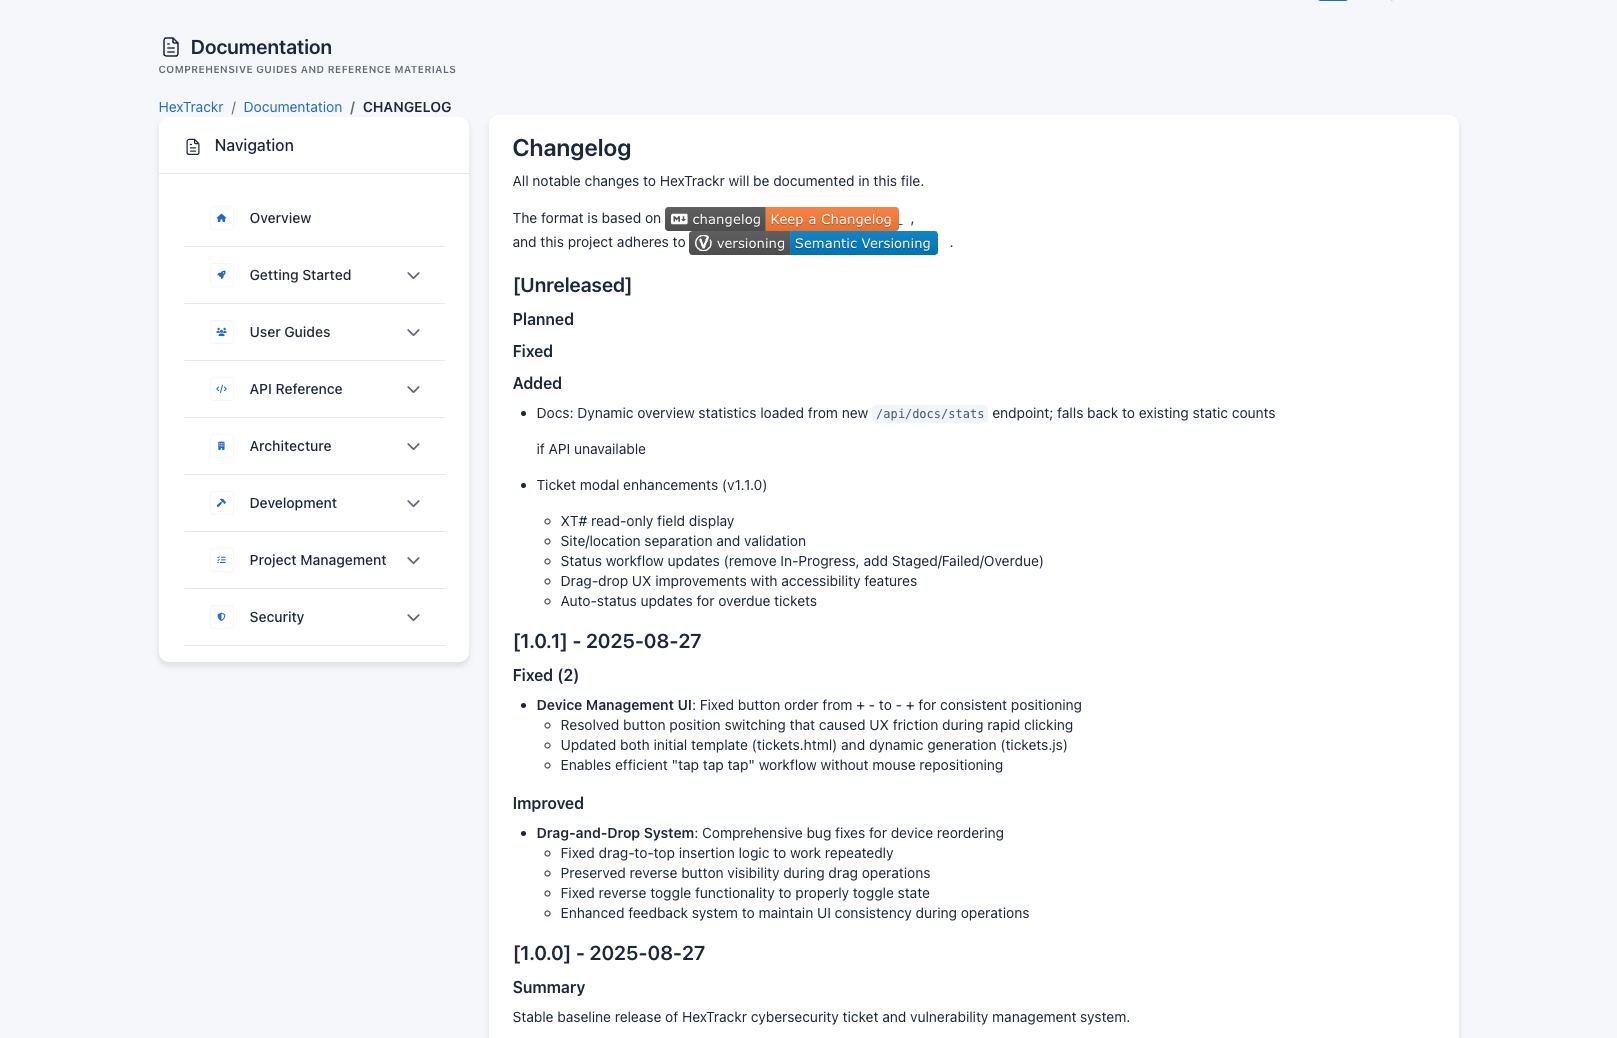 Documentation
COMPREHENSIVE GUIDES AND REFERENCE MATERIALS
HexTrackr / Documentation / CHANGELOG
Navigation
Overview
Getting Started
User Guides
API Reference
Architecture
Development
Project Management
Security
Changelog
All notable changes to HexTrackr will be documented in this file.
The format is based on changelog Keep a Changelog ,
and this project adheres to versioning Semantic Versioning .
[Unreleased]
Planned
Fixed
Added
• Docs: Dynamic overview statistics loaded from new /api/docs/stats endpoint; falls back to existing static counts
if API unavailable
• Ticket modal enhancements (v1.1.0)
◦ XT# read-only field display
◦ Site/location separation and validation
◦ Status workflow updates (remove In-Progress, add Staged/Failed/Overdue)
◦ Drag-drop UX improvements with accessibility features
◦ Auto-status updates for overdue tickets
[1.0.1] - 2025-08-27
Fixed (2)
• Device Management UI: Fixed button order from + - to - + for consistent positioning
◦ Resolved button position switching that caused UX friction during rapid clicking
◦ Updated both initial template (tickets.html) and dynamic generation (tickets.js)
◦ Enables efficient "tap tap tap" workflow without mouse repositioning
Improved
• Drag-and-Drop System: Comprehensive bug fixes for device reordering
◦ Fixed drag-to-top insertion logic to work repeatedly
◦ Preserved reverse button visibility during drag operations
◦ Fixed reverse toggle functionality to properly toggle state
◦ Enhanced feedback system to maintain UI consistency during operations
[1.0.0] - 2025-08-27
Summary
Stable baseline release of HexTrackr cybersecurity ticket and vulnerability management system.